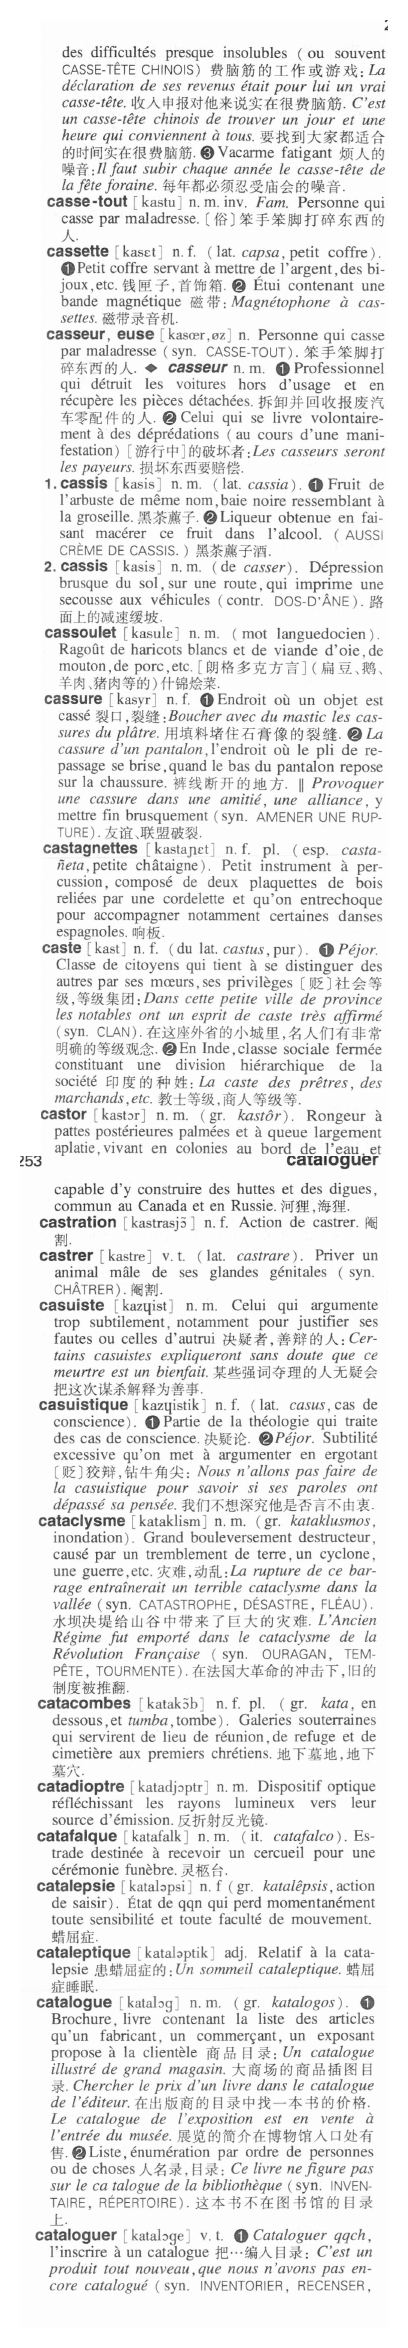 des difficultés presque insolubles ( ou souvent
CASSE-TÊTE CHINOIS) 费脑筋的工作或游戏: La
déclaration de ses revenus était pour lui un vrai
casse-tête. 收入申报对他来说实在很费脑筋. C'est
un casse-tête chinois de trouver un jour et une
heure qui conviennent à tous. 要找到大家都适合
的时间实在很费脑筋. ❸ Vacarme fatigant 烦人的
噪音:Il faut subir chaque année le casse-tête de
la fête foraine. 每年都必须忍受庙会的噪音.
casse-tout [kastu] n. m. inv. Fam. Personne qui
casse par maladresse. [俗]笨手笨脚打碎东西的
人.
cassette [kasɛt] n. f. (lat. capsa, petit coffre).
❶Petit coffre servant à mettre de l'argent, des bi-
joux, etc. 钱匣子,首饰箱. ❷ Étui contenant une
bande magnétique 磁带: Magnétophone à cas-
settes. 磁带录音机.
casseur, euse [kasœr, øz] n. Personne qui casse
par maladresse (syn. CASSE-TOUT). 笨手笨脚打
碎东西的人. ◆ casseur n. m. ❶ Professionnel
qui détruit les voitures hors d'usage et en
récupère les pièces détachées. 拆卸并回收报废汽
车零配件的人. ❷ Celui qui se livre volontaire-
ment à des déprédations (au cours d'une mani-
festation) [游行中]的破坏者:Les casseurs seront
les payeurs. 损坏东西要赔偿.
1. cassis [kasis] n. m. (lat. cassia). ❶ Fruit de
l'arbuste de même nom, baie noire ressemblant à
la groseille. 黑茶藨子. ❷ Liqueur obtenue en fai-
sant macérer ce fruit dans l'alcool. ( AUSSI
CRÈME DE CASSIS. ) 黑茶藨子酒.
2. cassis [kasis] n. m. (de casser). Dépression
brusque du sol, sur une route, qui imprime une
secousse aux véhicules (contr. DOS-D'ÂNE). 路
面上的减速缓坡.
cassoulet [kasulɛ] n. m. (mot languedocien).
Ragoût de haricots blancs et de viande d'oie, de
mouton, de porc, etc. [朗格多克方言](扁豆、鹅、
羊肉、猪肉等的)什锦烩菜.
cassure [kasyr] n. f. ❶ Endroit où un objet est
cassé 裂口,裂缝:Boucher avec du mastic les cas-
sures du plâtre. 用填料堵住石膏像的裂缝. ❷ La
cassure d'un pantalon, l'endroit où le pli de re-
passage se brise, quand le bas du pantalon repose
sur la chaussure. 裤线断开的地方. ‖ Provoquer
une cassure dans une amitié, une alliance, y
mettre fin brusquement (syn. AMENER UNE RUP-
TURE). 友谊、联盟破裂.
castagnettes [kastaɲɛt] n. f. pl. (esp. casta-
ñeta, petite châtaigne). Petit instrument à per-
cussion, composé de deux plaquettes de bois
reliées par une cordelette et qu'on entrechoque
pour accompagner notamment certaines danses
espagnoles. 响板.
caste [kast] n. f. (du lat. castus, pur). ❶ Péjor.
Classe de citoyens qui tient à se distinguer des
autres par ses mœurs, ses privilèges [贬]社会等
级,等级集团:Dans cette petite ville de province
les notables ont un esprit de caste très affirmé
(syn. CLAN). 在这座外省的小城里,名人们有非常
明确的等级观念. ❷ En Inde, classe sociale fermée
constituant une division hiérarchique de la
société 印度的种姓: La caste des prêtres, des
marchands, etc. 教士等级,商人等级等.
castor [kastɔr] n. m. (gr. kastôr). Rongeur à
pattes postérieures palmées et à queue largement
aplatie, vivant en colonies au bord de l'eau, et
253 cataloguer
capable d'y construire des huttes et des digues,
commun au Canada et en Russie. 河狸,海狸.
castration [kastrasjɔ̃] n. f. Action de castrer. 阉
割.
castrer [kastre] v. t. (lat. castrare). Priver un
animal mâle de ses glandes génitales ( syn.
CHÂTRER). 阉割.
casuiste [kazɥist] n. m. Celui qui argumente
trop subtilement, notamment pour justifier ses
fautes ou celles d'autrui 决疑者,善辩的人: Cer-
tains casuistes expliqueront sans doute que ce
meurtre est un bienfait. 某些强词夺理的人无疑会
把这次谋杀解释为善事.
casuistique [kazɥistik] n. f. (lat. casus, cas de
conscience). ❶ Partie de la théologie qui traite
des cas de conscience. 决疑论. ❷Péjor. Subtilité
excessive qu'on met à argumenter en ergotant
[贬]狡辩,钻牛角尖: Nous n'allons pas faire de
la casuistique pour savoir si ses paroles ont
dépassé sa pensée. 我们不想深究他是否言不由衷.
cataclysme [kataklism] n. m. (gr. kataklusmos,
inondation). Grand bouleversement destructeur,
causé par un tremblement de terre, un cyclone,
une guerre, etc. 灾难,动乱:La rupture de ce bar-
rage entraînerait un terrible cataclysme dans la
vallée (syn. CATASTROPHE, DÉSASTRE, FLÉAU).
水坝决堤给山谷中带来了巨大的灾难. L'Ancien
Régime fut emporté dans le cataclysme de la
Révolution Française ( syn. OURAGAN, TEM-
PÊTE, TOURMENTE). 在法国大革命的冲击下,旧的
制度被推翻.
catacombes [katakɔ̃b] n. f. pl. ( gr. kata, en
dessous, et tumba, tombe). Galeries souterraines
qui servirent de lieu de réunion, de refuge et de
cimetière aux premiers chrétiens. 地下墓地,地下
墓穴.
catadioptre [katadjɔptr] n. m. Dispositif optique
réfléchissant les rayons lumineux vers leur
source d'émission. 反折射反光镜.
catafalque [katafalk] n. m. (it. catafalco). Es-
trade destinée à recevoir un cercueil pour une
cérémonie funèbre. 灵柩台.
catalepsie [katalɛpsi] n. f (gr. katalêpsis, action
de saisir). État de qqn qui perd momentanément
toute sensibilité et toute faculté de mouvement.
蜡屈症.
cataleptique [katalɛptik] adj. Relatif à la cata-
lepsie 患蜡屈症的:Un sommeil cataleptique. 蜡屈
症睡眠.
catalogue [katalɔg] n. m. (gr. katalogos). ❶
Brochure, livre contenant la liste des articles
qu'un fabricant, un commerçant, un exposant
propose à la clientèle 商品目录: Un catalogue
illustré de grand magasin. 大商场的商品插图目
录. Chercher le prix d'un livre dans le catalogue
de l'éditeur. 在出版商的目录中找一本书的价格.
Le catalogue de l'exposition est en vente à
l'entrée du musée. 展览的简介在博物馆入口处有
售. ❷ Liste, énumération par ordre de personnes
ou de choses 人名录,目录: Ce livre ne figure pas
sur le ca talogue de la bibliothèque (syn. INVEN-
TAIRE, RÉPERTOIRE). 这本书不在图书馆的目录
上.
cataloguer [katalɔge] v. t. ❶ Cataloguer qqch,
l'inscrire à un catalogue 把…编入目录: C'est un
produit tout nouveau, que nous n'avons pas en-
core catalogué (syn. INVENTORIER, RECENSER,